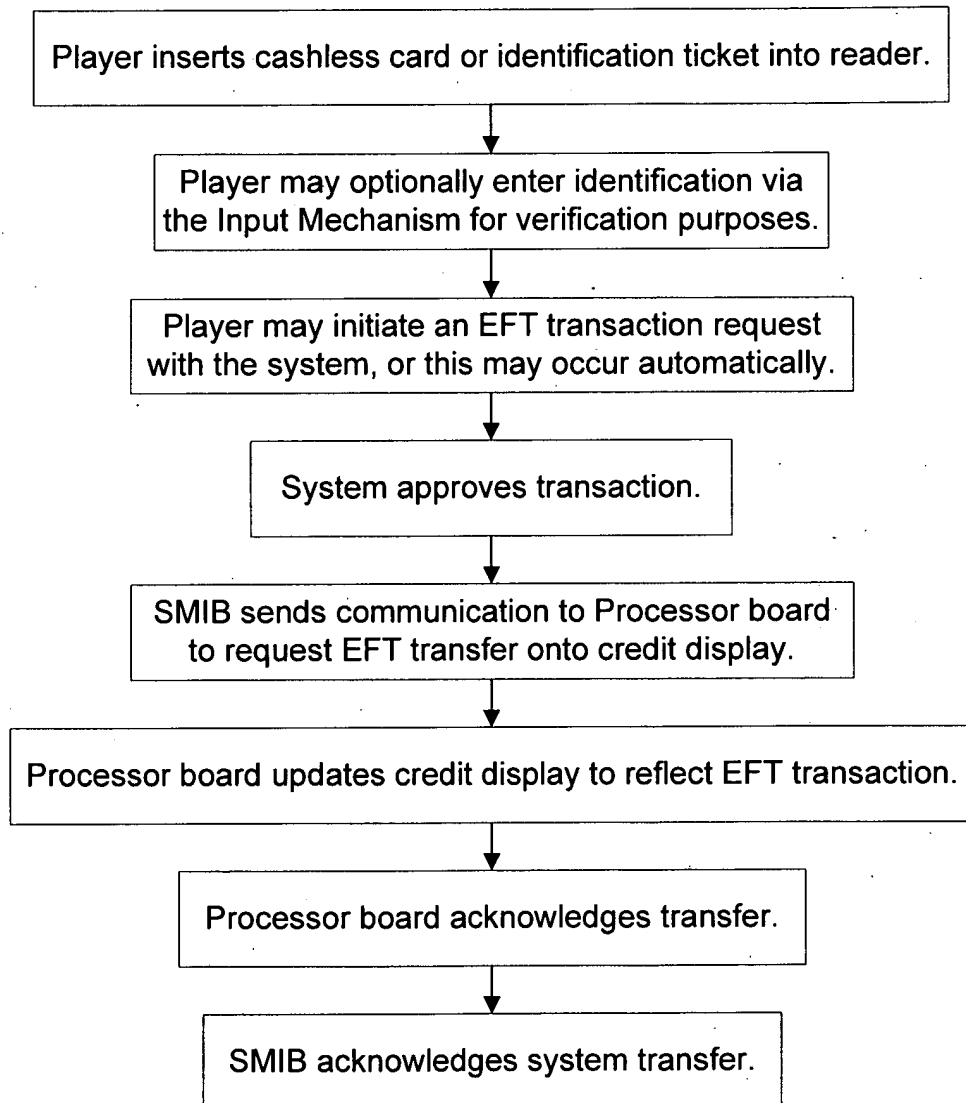 Player inserts cashless card or identification ticket into reader.
Player may optionally enter identification via
the Input Mechanism for verification purposes.
Player may initiate an EFT transaction request
with the system, or this may occur automatically.
System approves transaction.
SMIB sends communication to Processor board
to request EFT transfer onto credit display.
Processor board updates credit display to reflect EFT transaction.
Processor board acknowledges transfer.
SMIB acknowledges system transfer.